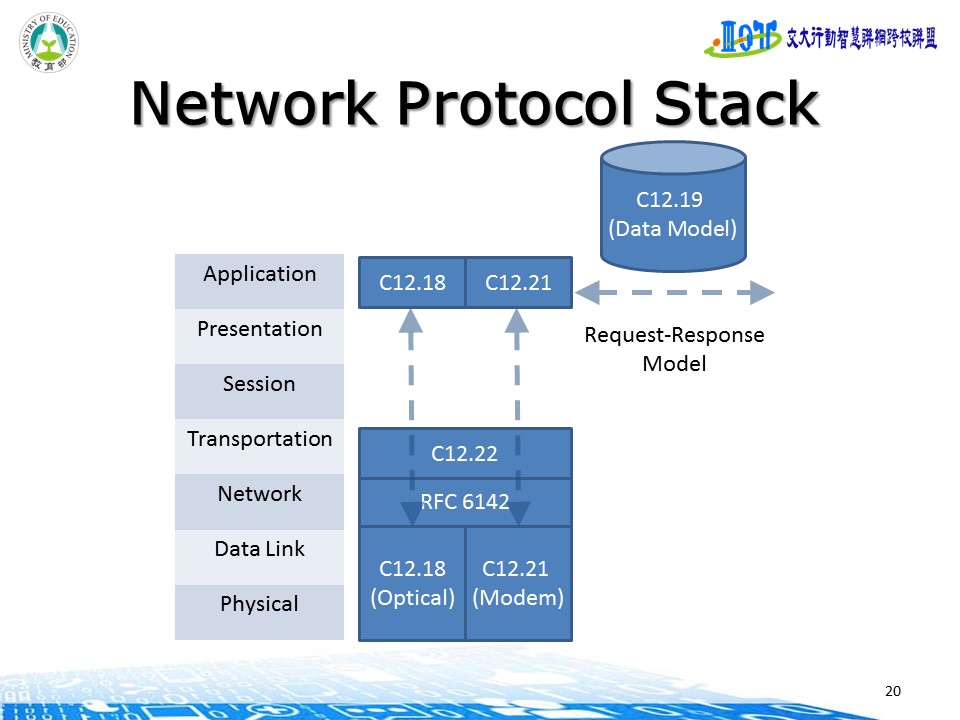 MINISTRY OF EDUCATION
教育部
交大行動智慧聯網跨校聯盟
Network Protocol Stack
C12.19
(Data Model)
Application
C12.18
C12.21
Presentation
Request-Response
Model
Session
Transportation
C12.22
Network
RFC 6142
Data Link
C12.18
(Optical)
C12.21
(Modem)
Physical
20